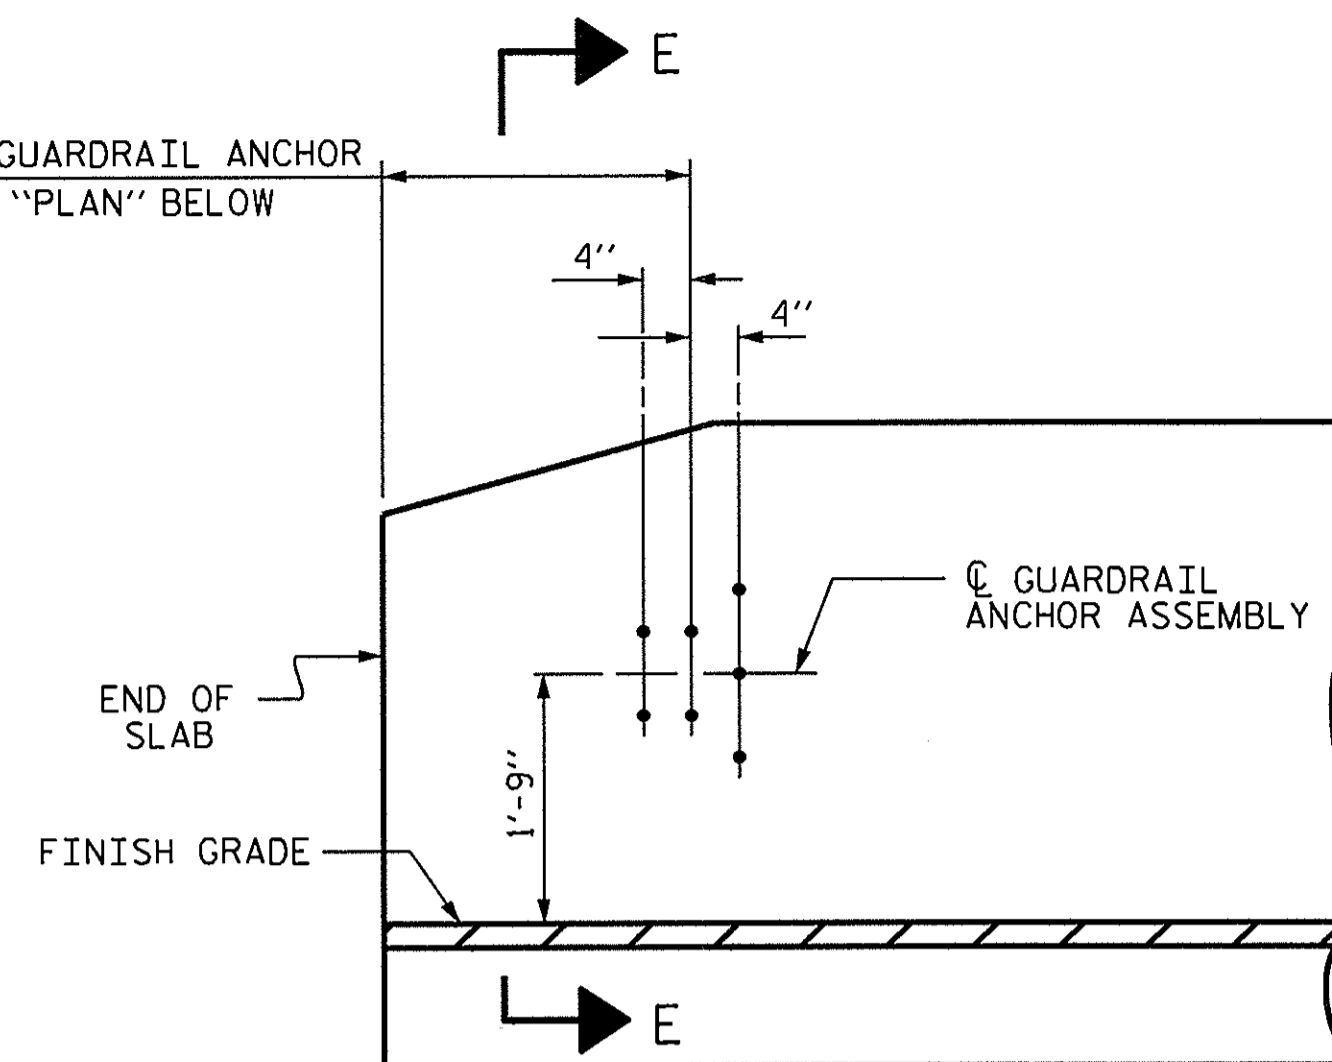 E
GUARDRAIL ANCHOR
"PLAN" BELOW
4"
4"
℄ GUARDRAIL
ANCHOR ASSEMBLY
END OF
SLAB
1'-9"
FINISH GRADE
E